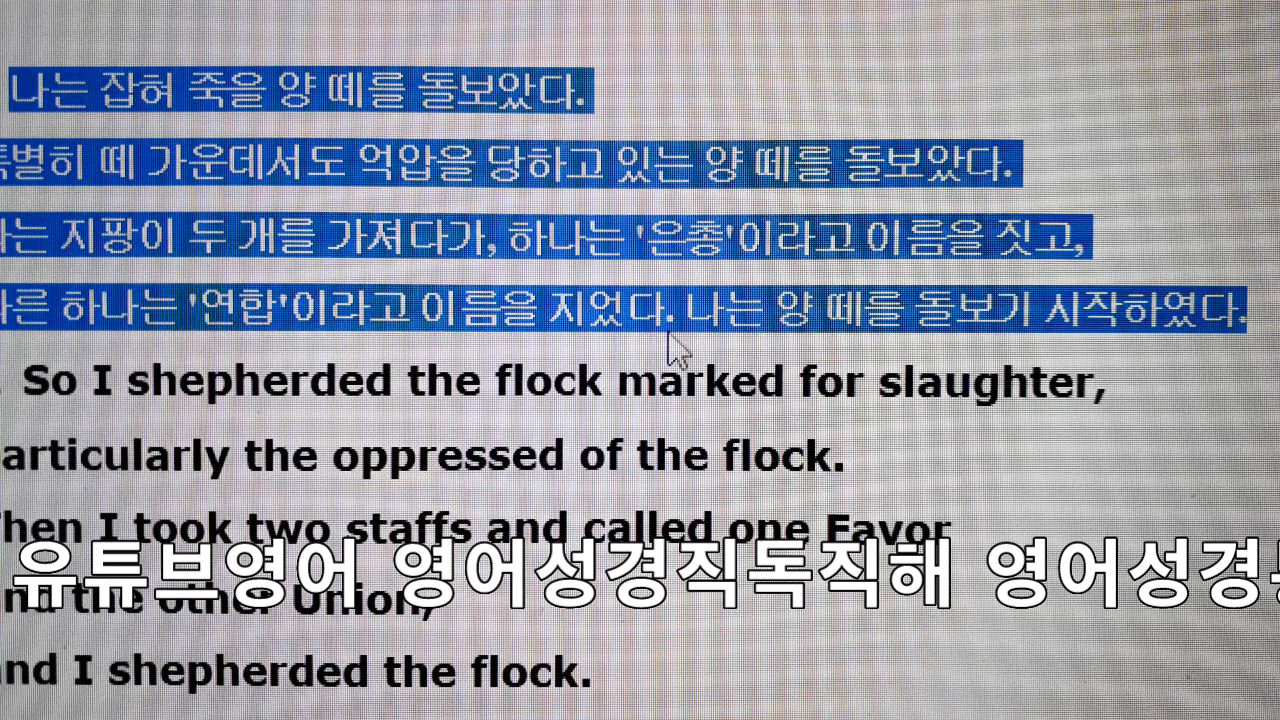 나는 잡혀 죽을 양 떼를 돌보았다.
특별히 떼 가운데서도 억압을 당하고 있는 양 떼를 돌보았다.
나는 지팡이 두 개를 가져다가, 하나는 '은총'이라고 이름을 짓고,
다른 하나는 '연합'이라고 이름을 지었다. 나는 양 떼를 돌보기 시작하였다.
So I shepherded the flock marked for slaughter,
articularly the oppressed of the flock.
hen I took two staffs and called one Favor
유튜브영어 영어성경직독직해 영어성경
nd the other Union,
nd I shepherded the flock.